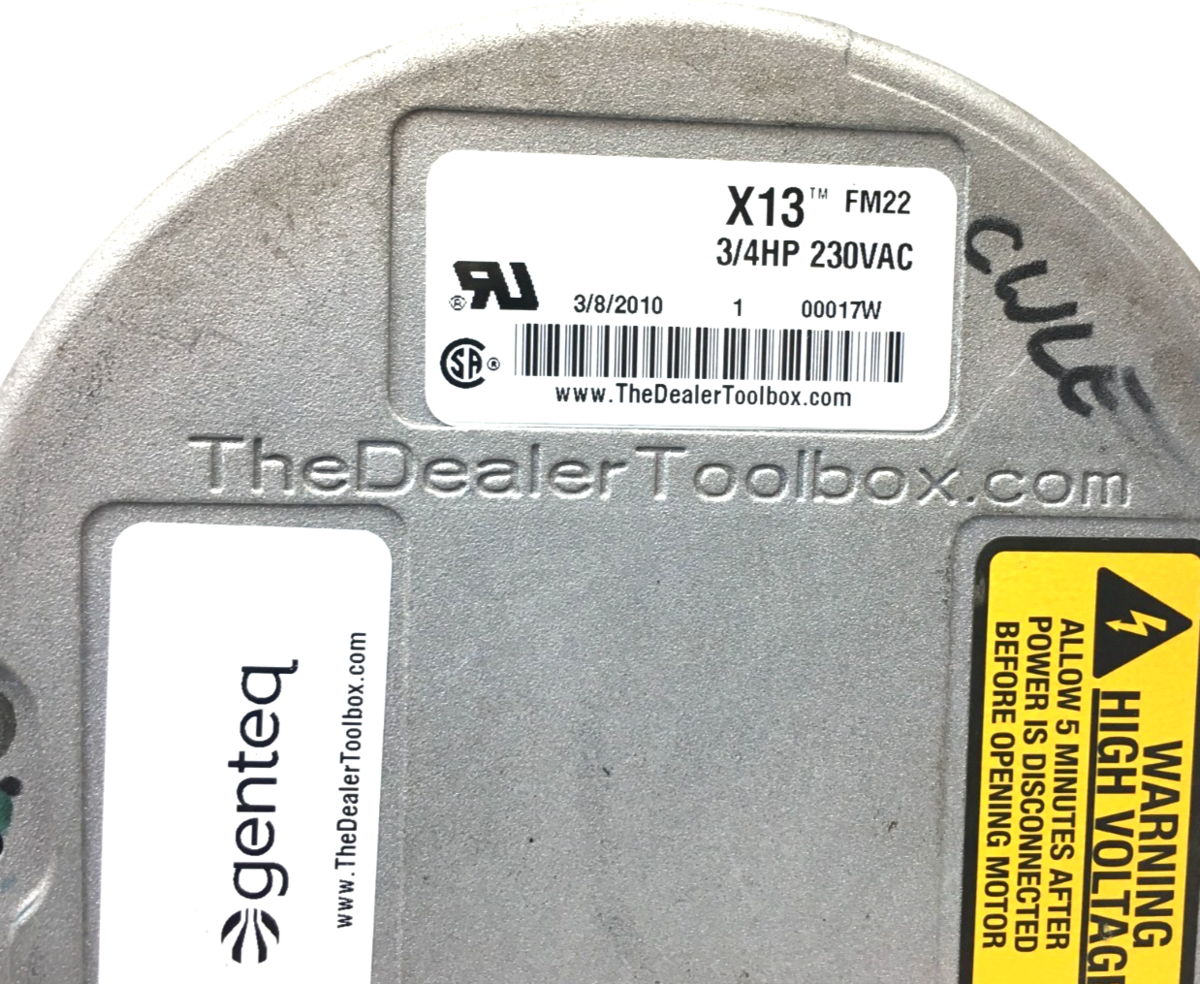 X13™ FM22
3/4HP 230VAC
3/8/2010 1 00017W
www.TheDealerToolbox.com
CWLE
TheDealerToolbox.com
genteq
www.TheDealerToolbox.com
WARNING
HIGH VOLTAGE
ALLOW 5 MINUTES AFTER
POWER IS DISCONNECTED
BEFORE OPENING MOTOR